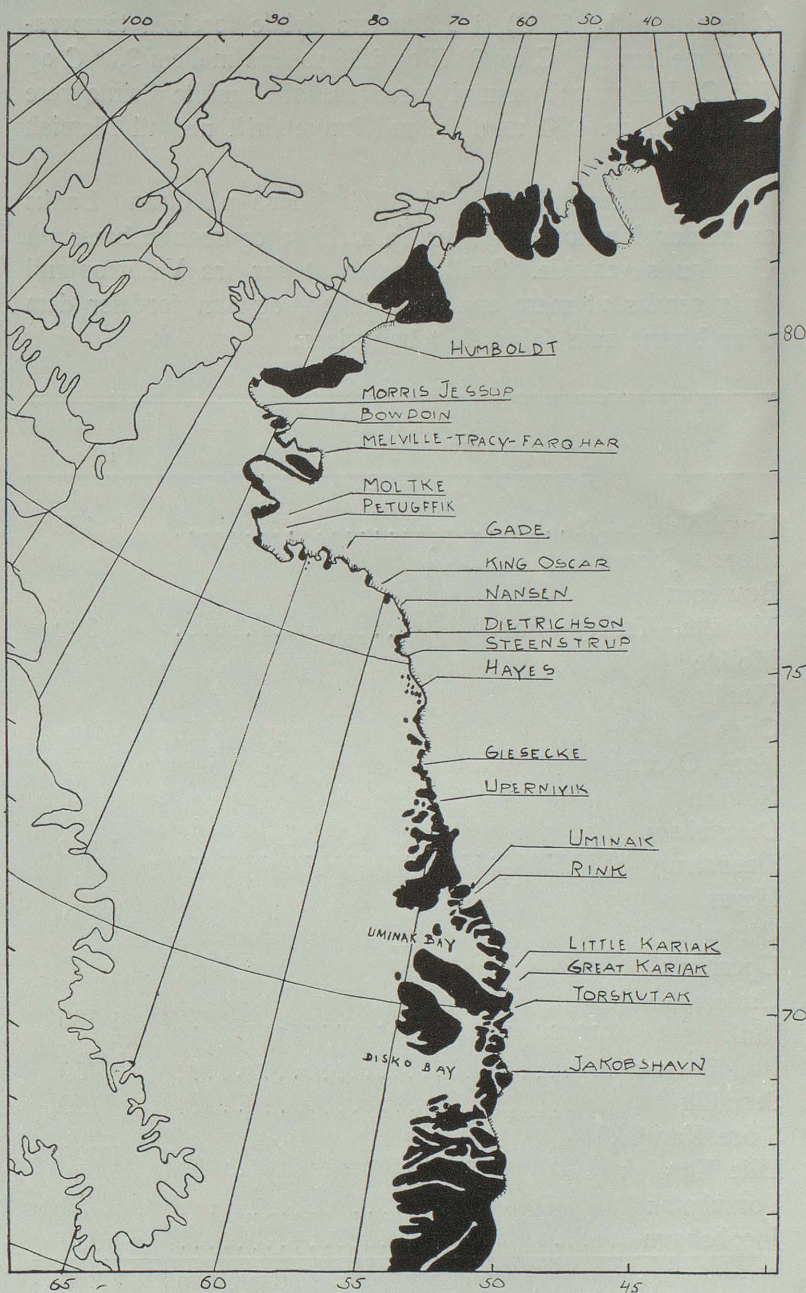 100 90 80 70 60 50 40 30
80
HUMBOLDT
MORRIS JESSUP
BOWDOIN
MELVILLE-TRACY-FARQHAR
MOLTKE
PETUGFFIK
GADE
KING OSCAR
NANSEN
DIETRICHSON
STEENSTRUP
HAYES
75
GIESECKE
UPERNIVIK
UMINAK
RINK
UMINAK BAY
LITTLE KARIAK
GREAT KARIAK
TORSKUTAK
70
DISKO BAY
JAKOBSHAVN
65 60 55 50 45